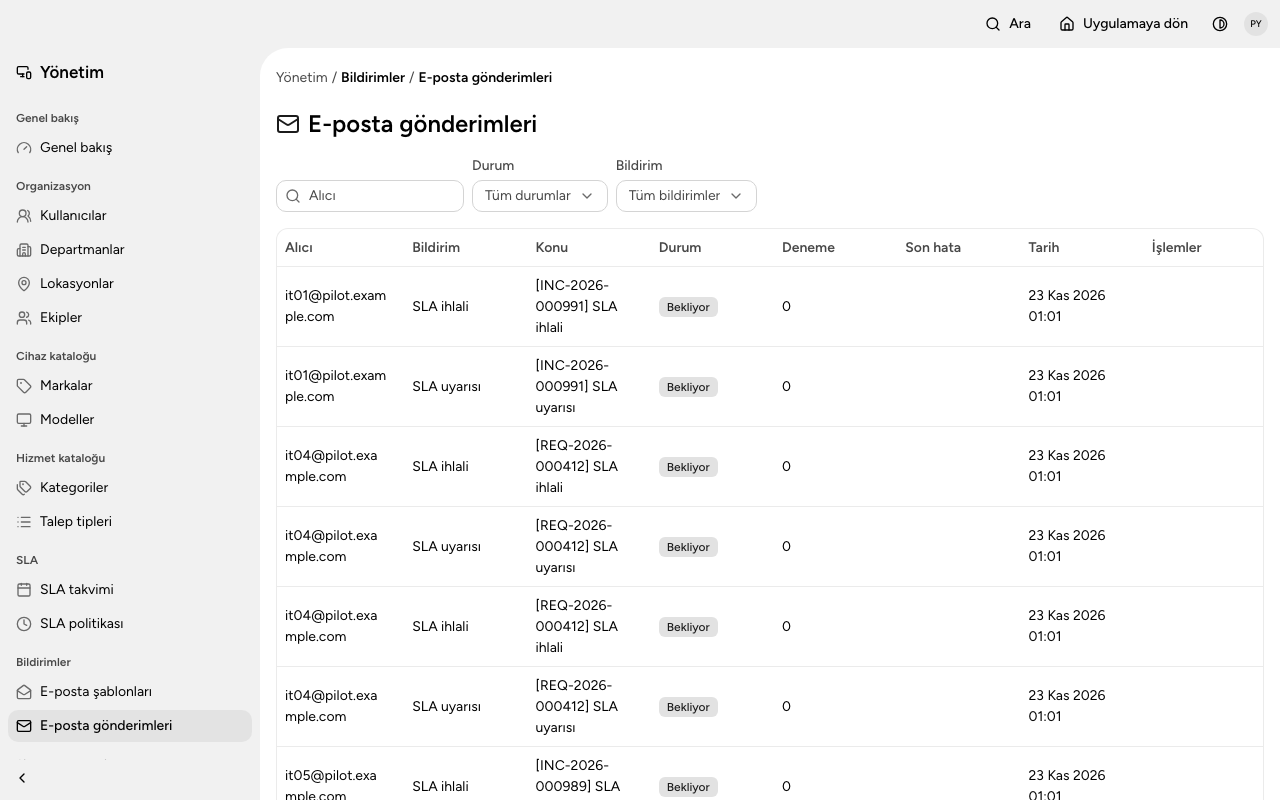 Ara
Uygulamaya dön
PY
Yönetim
Genel bakış
Genel bakış
Organizasyon
Kullanıcılar
Departmanlar
Lokasyonlar
Ekipler
Cihaz kataloğu
Markalar
Modeller
Hizmet kataloğu
Kategoriler
Talep tipleri
SLA
SLA takvimi
SLA politikası
Bildirimler
E-posta şablonları
E-posta gönderimleri
Yönetim / Bildirimler / E-posta gönderimleri
E-posta gönderimleri
Durum
Bildirim
Alıcı
Tüm durumlar
Tüm bildirimler
Alıcı Bildirim Konu Durum Deneme Son hata Tarih İşlemler
it01@pilot.exam
ple.com
SLA ihlali
[INC-2026-
000991] SLA
ihlali
Bekliyor
0
23 Kas 2026
01:01
it01@pilot.exam
ple.com
SLA uyarısı
[INC-2026-
000991] SLA
uyarısı
Bekliyor
0
23 Kas 2026
01:01
it04@pilot.exa
mple.com
SLA ihlali
[REQ-2026-
000412] SLA
ihlali
Bekliyor
0
23 Kas 2026
01:01
it04@pilot.exa
mple.com
SLA uyarısı
[REQ-2026-
000412] SLA
uyarısı
Bekliyor
0
23 Kas 2026
01:01
it04@pilot.exa
mple.com
SLA ihlali
[REQ-2026-
000412] SLA
ihlali
Bekliyor
0
23 Kas 2026
01:01
it04@pilot.exa
mple.com
SLA uyarısı
[REQ-2026-
000412] SLA
uyarısı
Bekliyor
0
23 Kas 2026
01:01
it05@pilot.exa
mple.com
SLA ihlali
[INC-2026-
000989] SLA
Bekliyor
0
23 Kas 2026
01:01